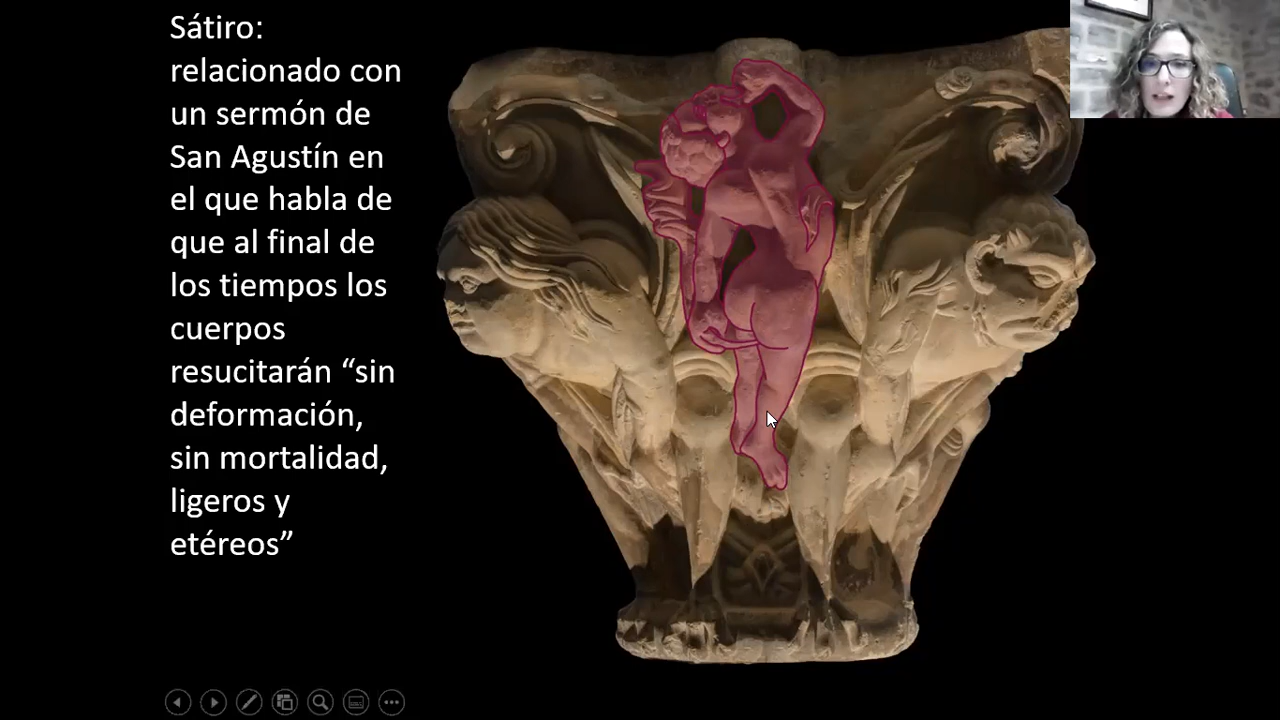 Sátiro:
relacionado con
un sermón de
San Agustín en
el que habla de
que al final de
los tiempos los
cuerpos
resucitarán “sin
deformación,
sin mortalidad,
ligeros y
etéreos”